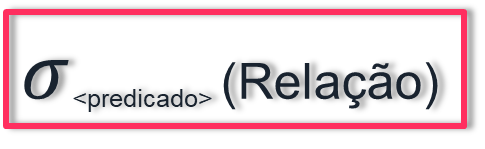 σ <predicado> (Relação)